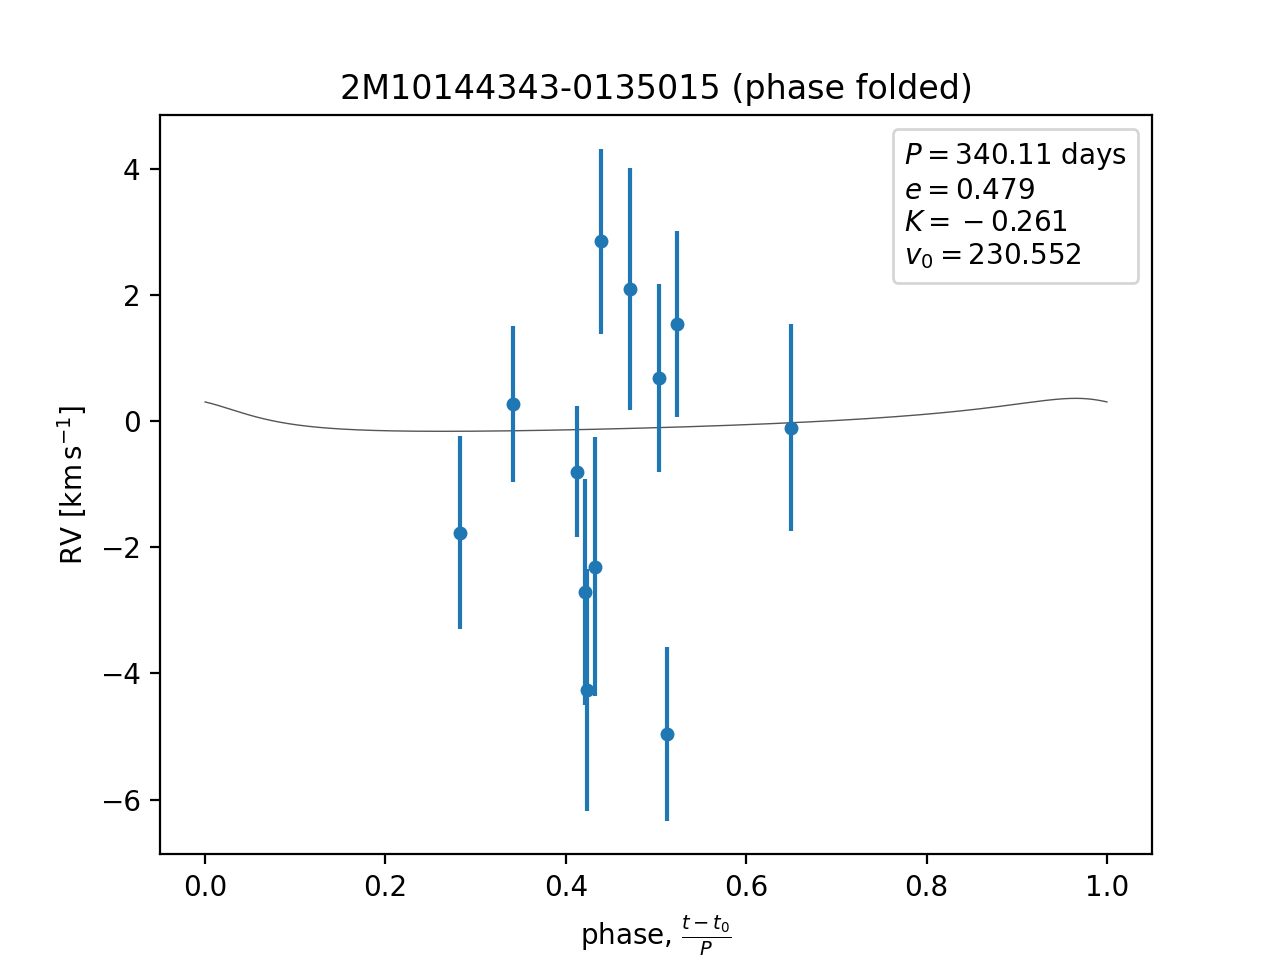 2M10144343-0135015 (phase folded)
P = 340.11 days
e = 0.479
K = −0.261
v₀ = 230.552
RV [km s⁻¹]
4
2
0
−2
−4
−6
0.0 0.2 0.4 0.6 0.8 1.0
phase, (t − t₀)/P